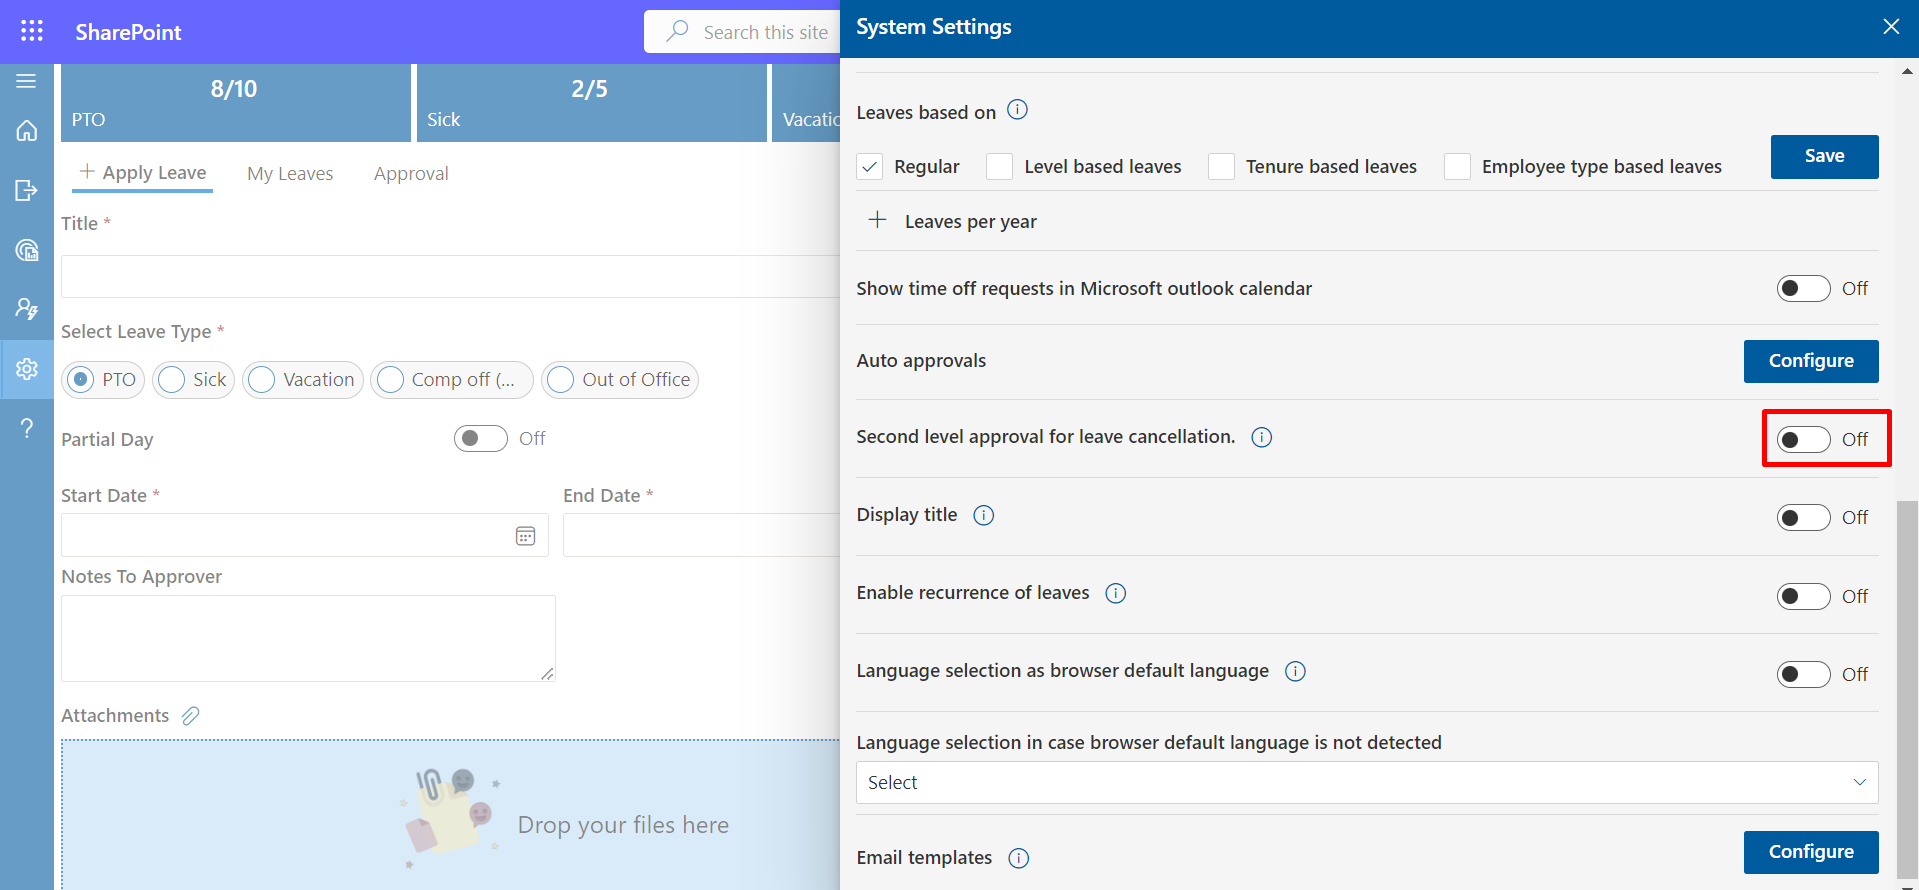 SharePoint
Search this site
8/10
PTO
2/5
Sick
Vacatic
Apply Leave
My Leaves
Approval
Title *
Select Leave Type *
PTO
Sick
Vacation
Comp off (...
Out of Office
Partial Day
Off
Start Date *
End Date *
Notes To Approver
Attachments
Drop your files here
System Settings
Leaves based on
Regular
Level based leaves
Tenure based leaves
Employee type based leaves
Save
Leaves per year
Show time off requests in Microsoft outlook calendar
Off
Auto approvals
Configure
Second level approval for leave cancellation.
Off
Display title
Off
Enable recurrence of leaves
Off
Language selection as browser default language
Off
Language selection in case browser default language is not detected
Select
Email templates
Configure